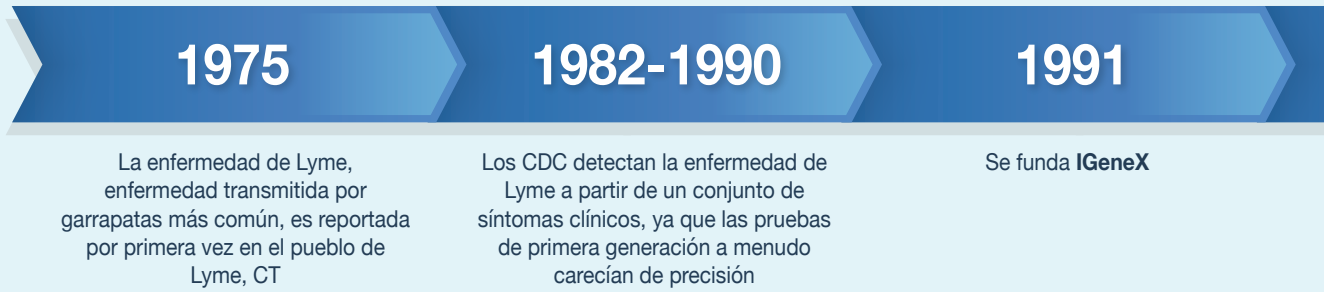 1975
La enfermedad de Lyme,
enfermedad transmitida por
garrapatas más común, es reportada
por primera vez en el pueblo de
Lyme, CT
1982-1990
Los CDC detectan la enfermedad de
Lyme a partir de un conjunto de
síntomas clínicos, ya que las pruebas
de primera generación a menudo
carecían de precisión
1991
Se funda IGeneX